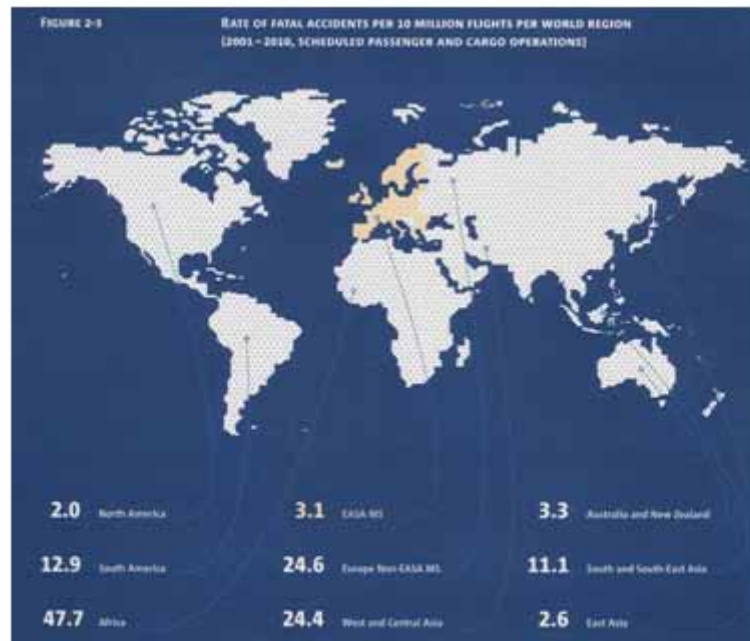 FIGURE 2-3
RATE OF FATAL ACCIDENTS PER 10 MILLION FLIGHTS PER WORLD REGION
(2001–2010, SCHEDULED PASSENGER AND CARGO OPERATIONS)
2.0 North America
3.1 EASA MS
3.3 Australia and New Zealand
12.9 South America
24.6 Europe Non-EASA MS
11.1 South and South East Asia
47.7 Africa
24.4 West and Central Asia
2.6 East Asia